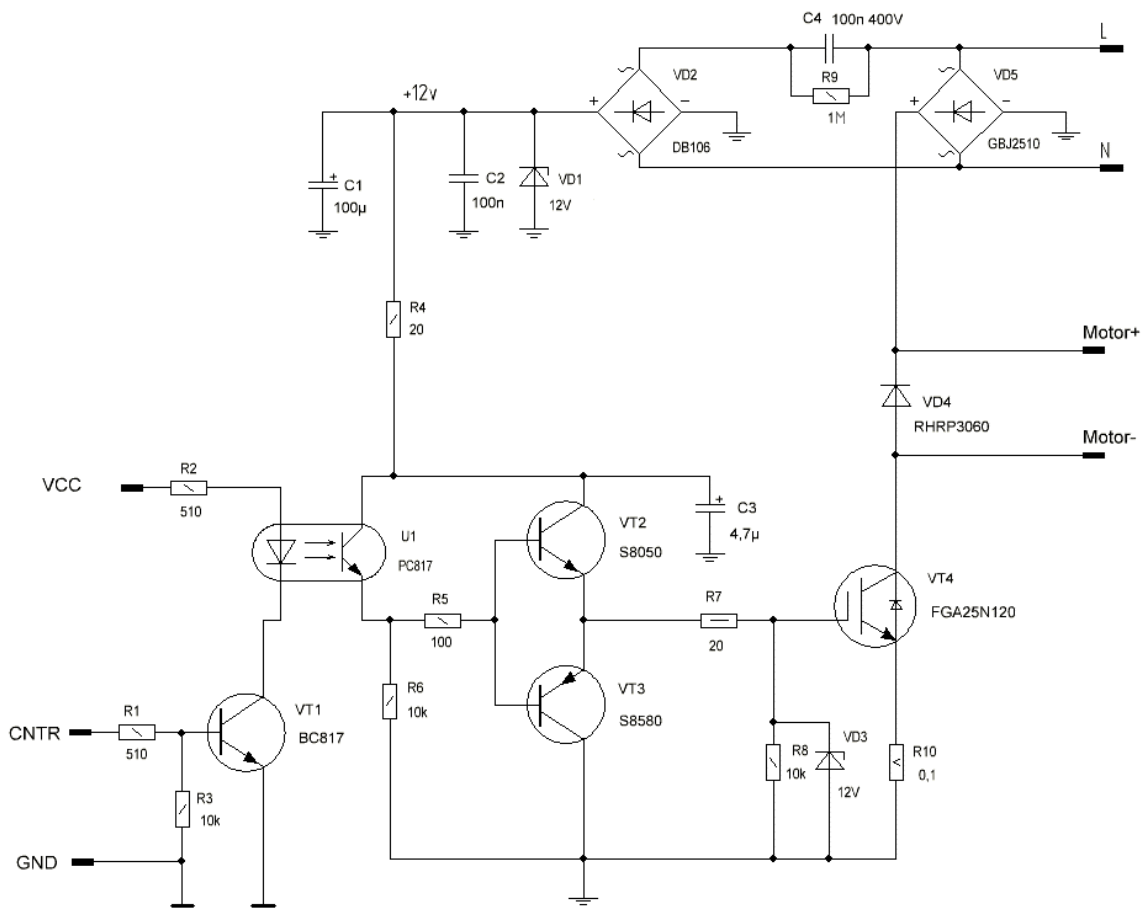 C4 100n 400V
L
R9
1M
VD2
VD5
+12v
+
-
+
-
DB106
GBJ2510
N
C1
100µ
C2
100n
VD1
12V
R4
20
Motor+
VD4
RHRP3060
Motor-
VCC
R2
510
U1
PC817
VT2
S8050
C3
4,7µ
R5
100
R7
20
VT4
FGA25N120
R6
10k
VT3
S8580
CNTR
R1
510
VT1
BC817
R8
10k
VD3
12V
R10
0,1
R3
10k
GND